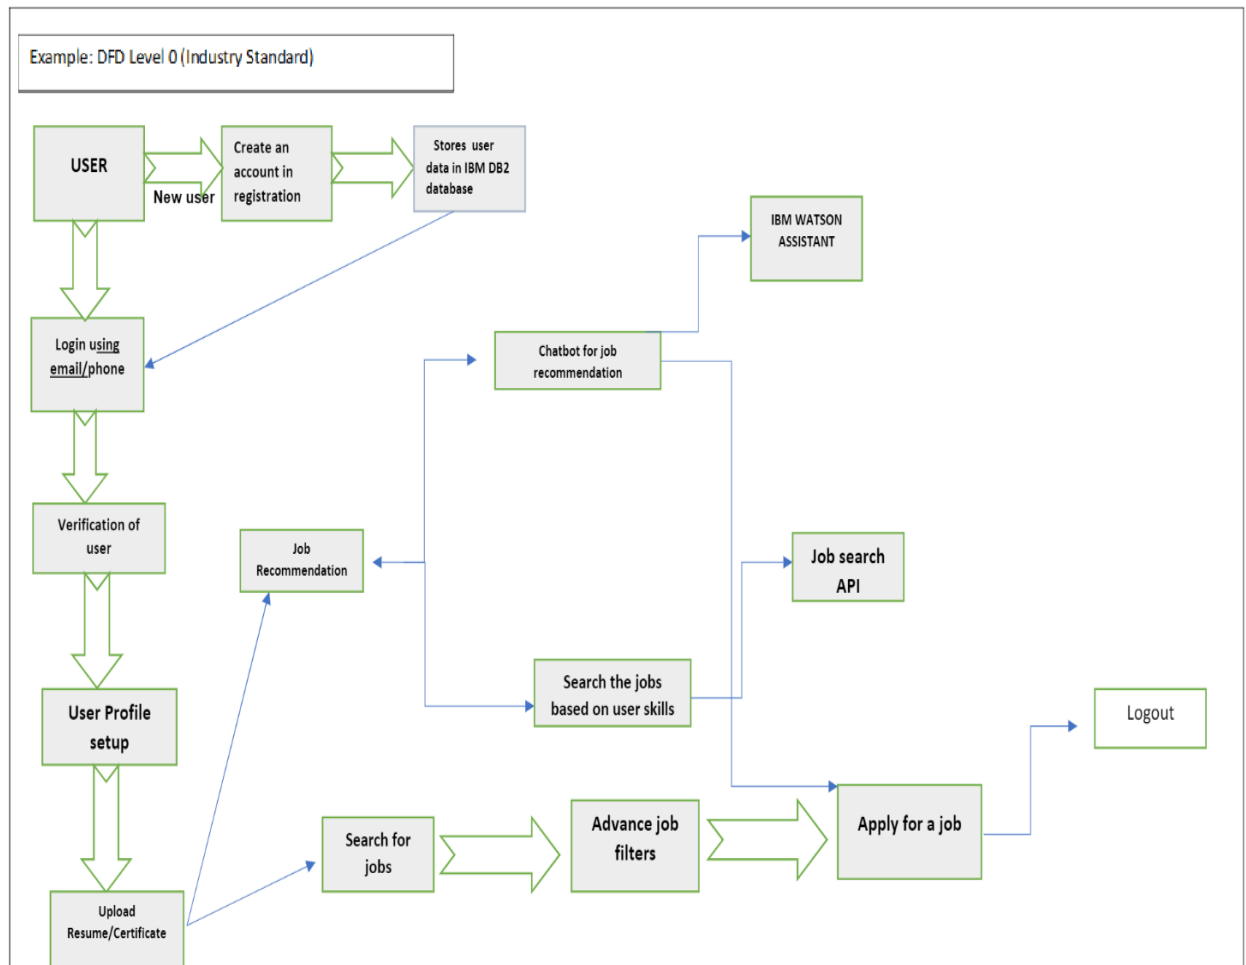 Example: DFD Level 0 (Industry Standard)
USER
New user
Create an
account in
registration
Stores user
data in IBM DB2
database
IBM WATSON
ASSISTANT
Login using
email/phone
Chatbot for job
recommendation
Verification of
user
Job
Recommendation
Job search
API
Search the jobs
based on user skills
User Profile
setup
Logout
Search for
jobs
Advance job
filters
Apply for a job
Upload
Resume/Certificate